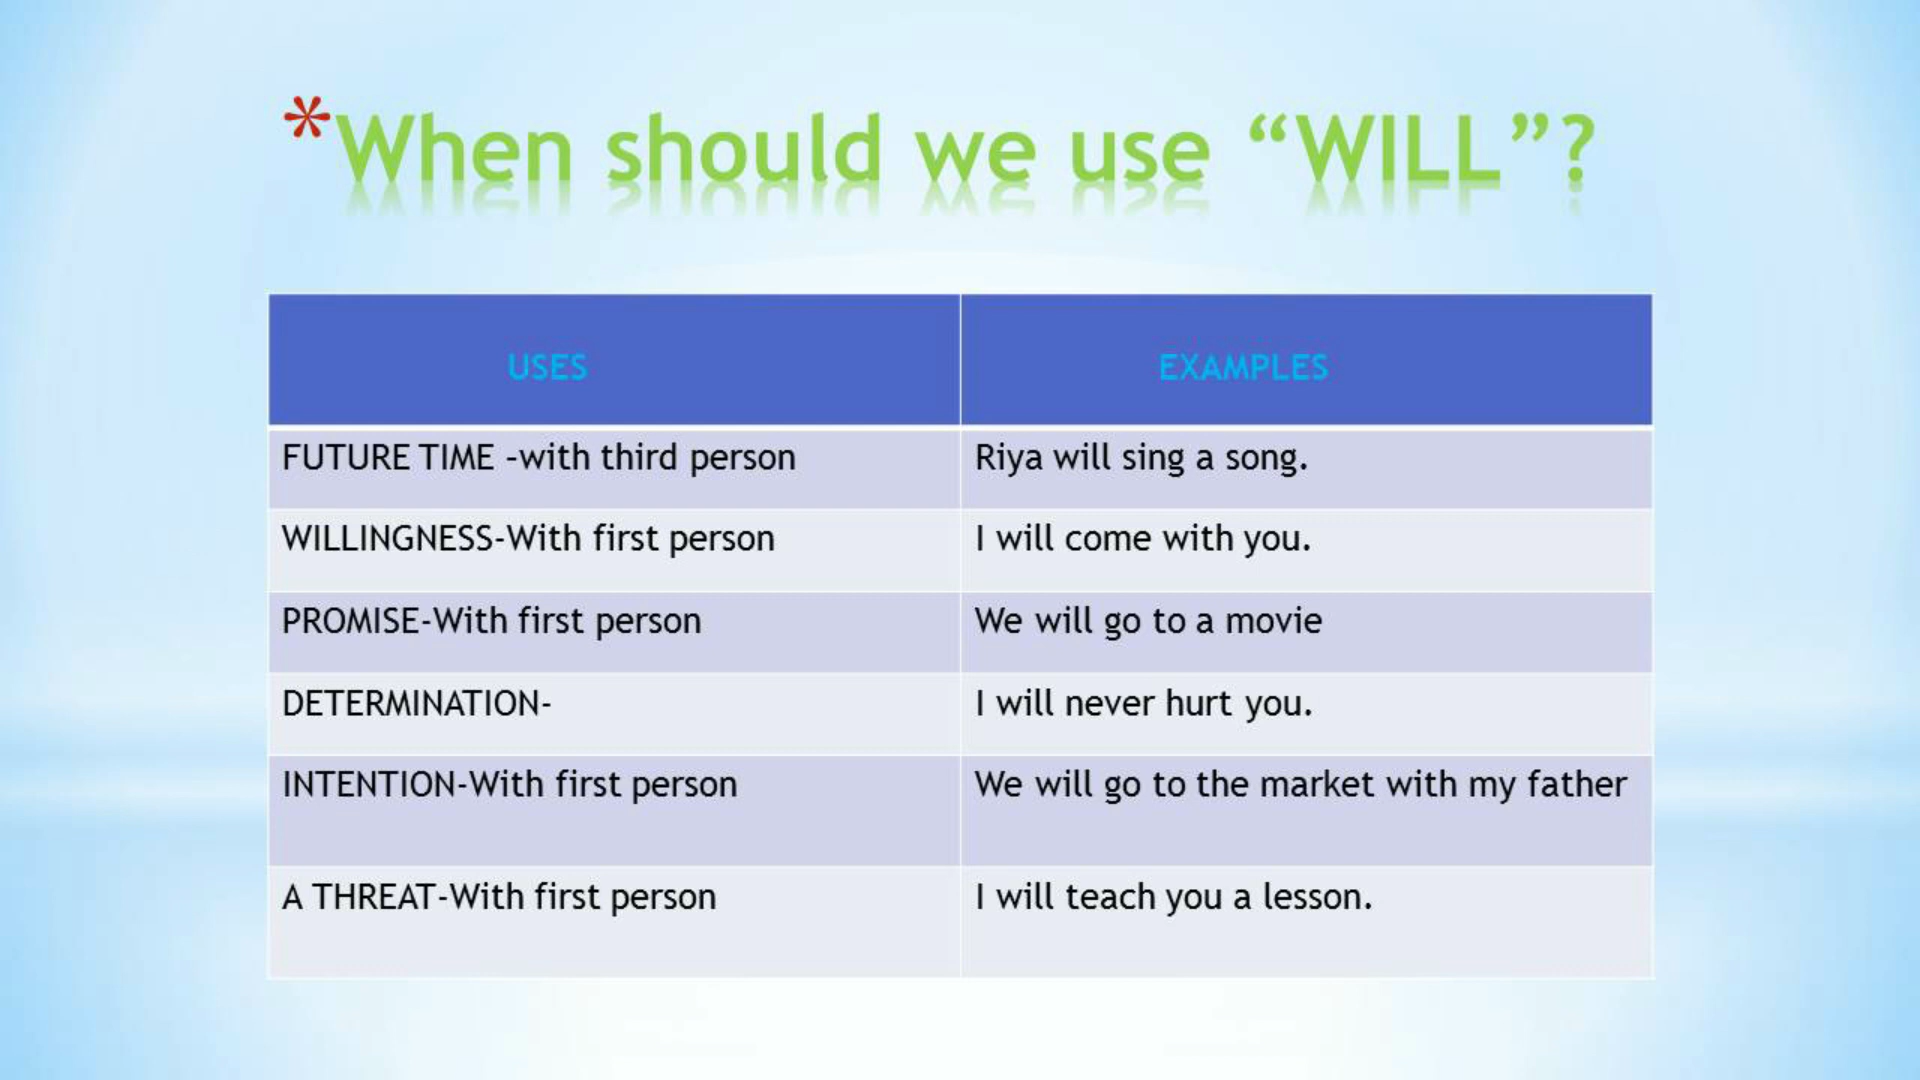 *When should we use “WILL”?
USES EXAMPLES
FUTURE TIME –with third person Riya will sing a song.
WILLINGNESS-With first person I will come with you.
PROMISE-With first person We will go to a movie
DETERMINATION- I will never hurt you.
INTENTION-With first person We will go to the market with my father
A THREAT-With first person I will teach you a lesson.